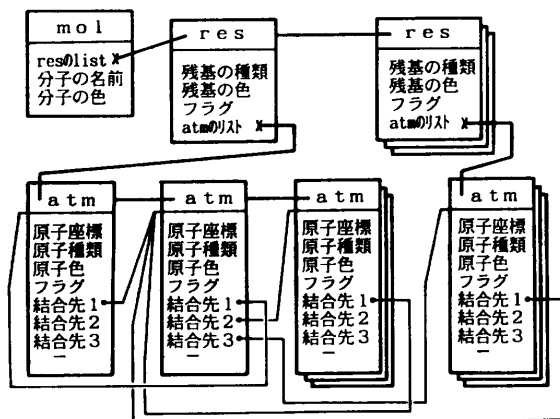 mol
resのlist
分子の名前
分子の色
res
残基の種類
残基の色
フラグ
atmのリスト
res
残基の種類
残基の色
フラグ
atmのリスト
atm
原子座標
原子種類
原子色
フラグ
結合先1
結合先2
結合先3
atm
原子座標
原子種類
原子色
フラグ
結合先1
結合先2
結合先3
atm
原子座標
原子種類
原子色
フラグ
結合先1
結合先2
結合先3
atm
原子座標
原子種類
原子色
フラグ
結合先1
結合先2
結合先3